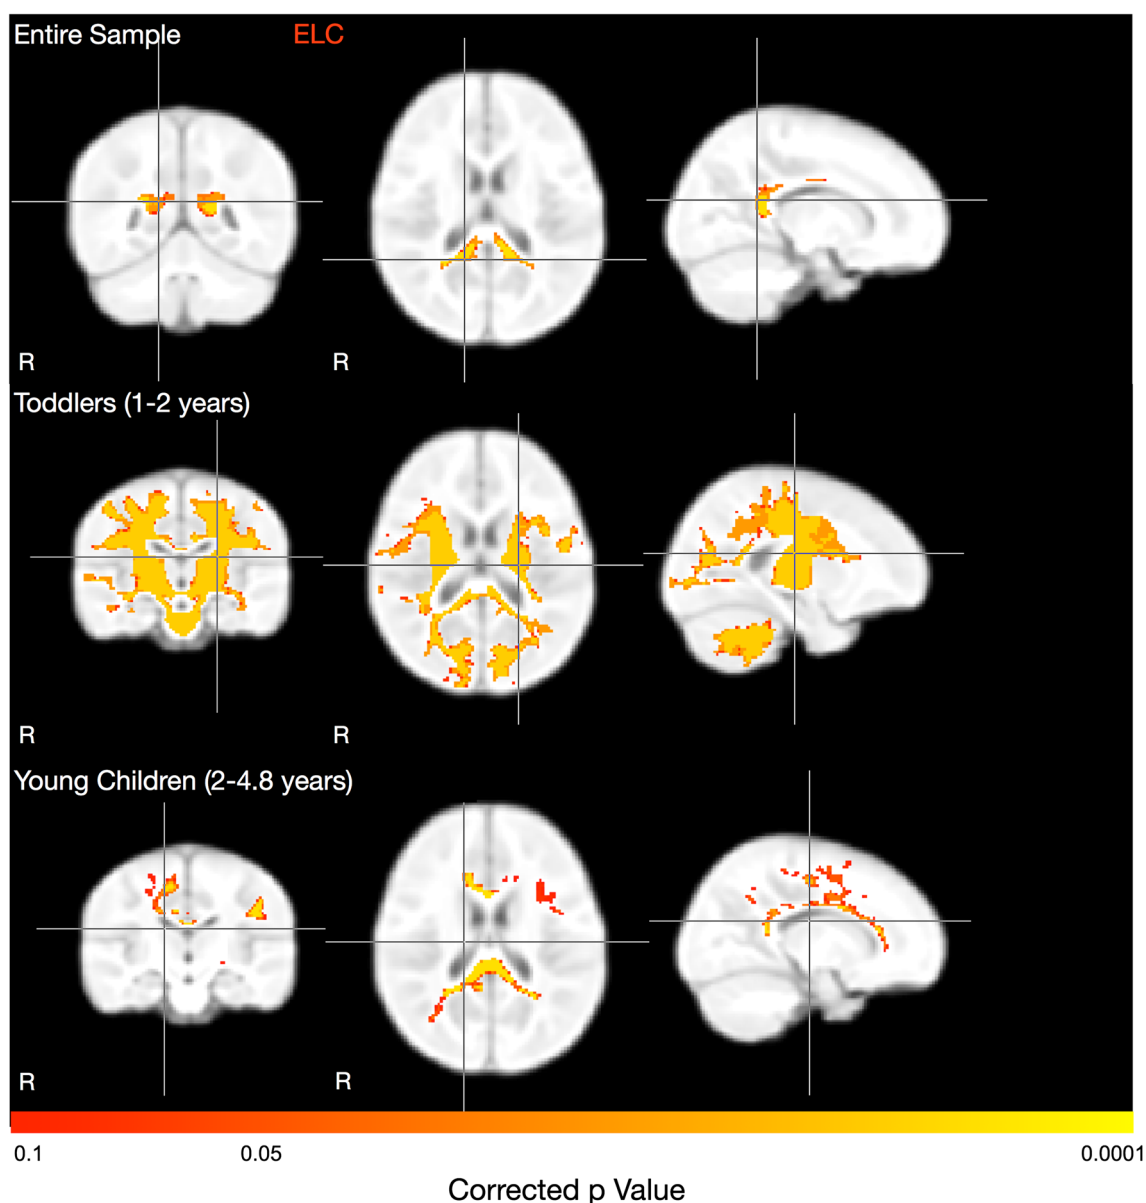 Entire Sample ELC
R R
Toddlers (1-2 years)
R R
Young Children (2-4.8 years)
R R
0.1 0.05 0.0001
Corrected p Value